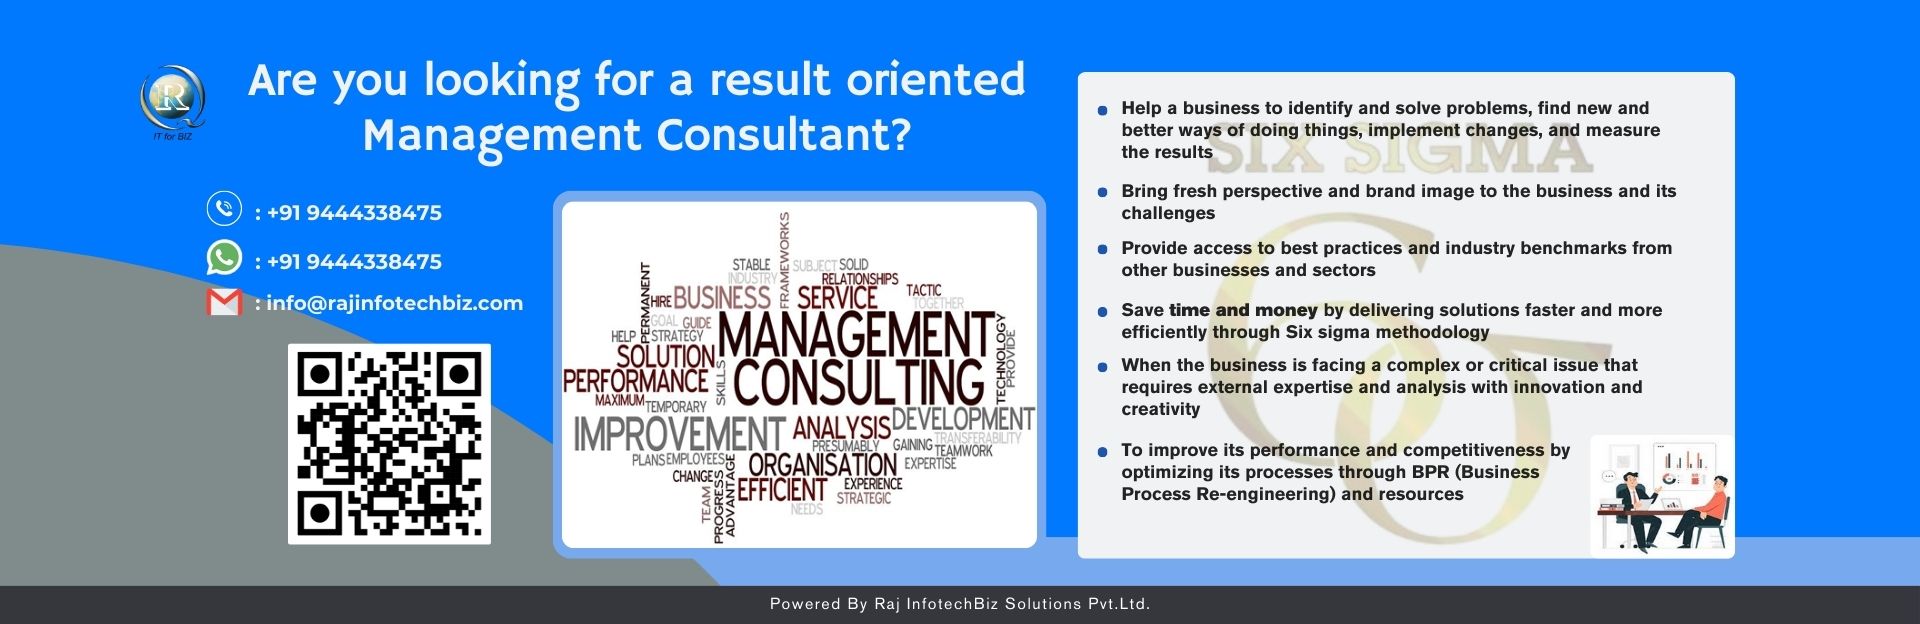 Are you looking for a result oriented
Management Consultant?
R
IT for BIZ
: +91 9444338475
: +91 9444338475
: info@rajinfotechbiz.com
FRAMEWORKS
STABLE
SUBJECT
SOLID
PERMANENT
INDUSTRY
RELATIONSHIPS
HIRE
BUSINESS
SERVICE
TACTIC
TOGETHER
GOAL
GUIDE
MANAGEMENT
HELP
STRATEGY
TECHNOLOGY
PROVIDE
SOLUTION
SKILLS
CONSULTING
PERFORMANCE
MAXIMUM
TEMPORARY
DEVELOPMENT
IMPROVEMENT
ANALYSIS
PRESUMABLY
GAINING
TRANSFERABILITY
TEAMWORK
PLANS
EMPLOYEES
ORGANISATION
EXPERTISE
CHANGE
EFFICIENT
EXPERIENCE
STRATEGIC
TEAM
PROGRESS
ADVANTAGE
NEEDS
SIX SIGMA
6σ
Help a business to identify and solve problems, find new and
better ways of doing things, implement changes, and measure
the results
Bring fresh perspective and brand image to the business and its
challenges
Provide access to best practices and industry benchmarks from
other businesses and sectors
Save time and money by delivering solutions faster and more
efficiently through Six sigma methodology
When the business is facing a complex or critical issue that
requires external expertise and analysis with innovation and
creativity
To improve its performance and competitiveness by
optimizing its processes through BPR (Business
Process Re-engineering) and resources
Powered By Raj InfotechBiz Solutions Pvt.Ltd.